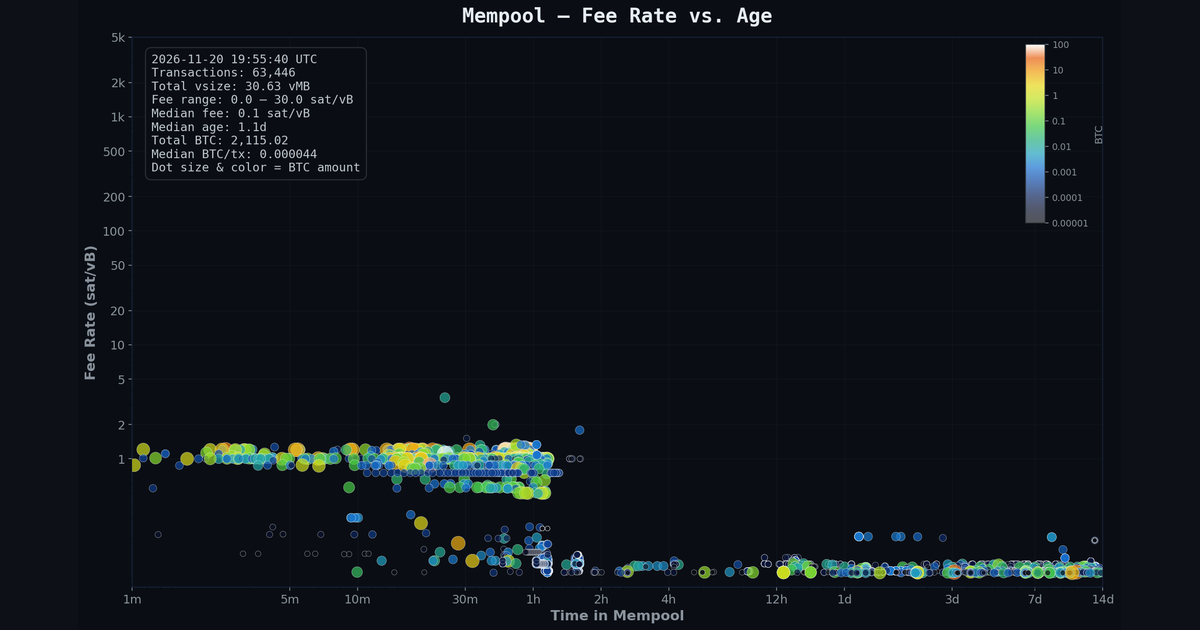 Mempool — Fee Rate vs. Age
2026-11-20 19:55:40 UTC
Transactions: 63,446
Total vsize: 30.63 vMB
Fee range: 0.0 – 30.0 sat/vB
Median fee: 0.1 sat/vB
Median age: 1.1d
Total BTC: 2,115.02
Median BTC/tx: 0.000044
Dot size & color = BTC amount
100
10
1
0.1
0.01
0.001
0.0001
0.00001
BTC
Fee Rate (sat/vB)
5k
2k
1k
500
200
100
50
20
10
5
2
1
1m
5m
10m
30m
1h
2h
4h
12h
1d
3d
7d
14d
Time in Mempool